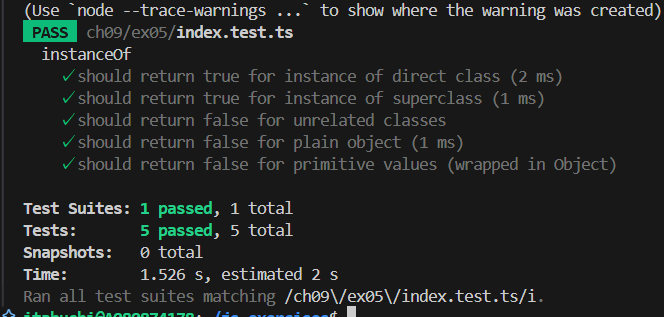 (Use `node --trace-warnings ...` to show where the warning was created)
PASS ch09/ex05/index.test.ts
instanceOf
✓ should return true for instance of direct class (2 ms)
✓ should return true for instance of superclass (1 ms)
✓ should return false for unrelated classes
✓ should return false for plain object (1 ms)
✓ should return false for primitive values (wrapped in Object)
Test Suites: 1 passed, 1 total
Tests: 5 passed, 5 total
Snapshots: 0 total
Time: 1.526 s, estimated 2 s
Ran all test suites matching /ch09\/ex05\/index.test.ts/i.